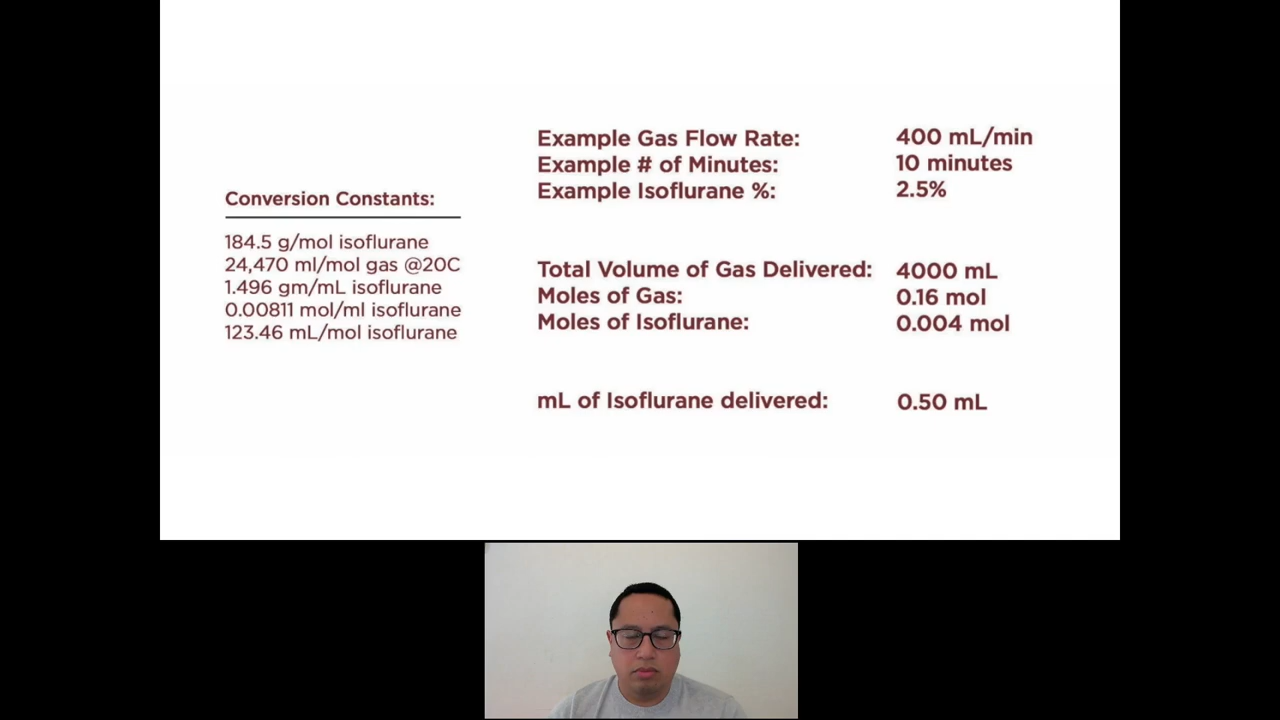 Conversion Constants:
184.5 g/mol isoflurane
24,470 ml/mol gas @20C
1.496 gm/mL isoflurane
0.00811 mol/ml isoflurane
123.46 mL/mol isoflurane
Example Gas Flow Rate: 400 mL/min
Example # of Minutes: 10 minutes
Example Isoflurane %: 2.5%
Total Volume of Gas Delivered: 4000 mL
Moles of Gas: 0.16 mol
Moles of Isoflurane: 0.004 mol
mL of Isoflurane delivered: 0.50 mL